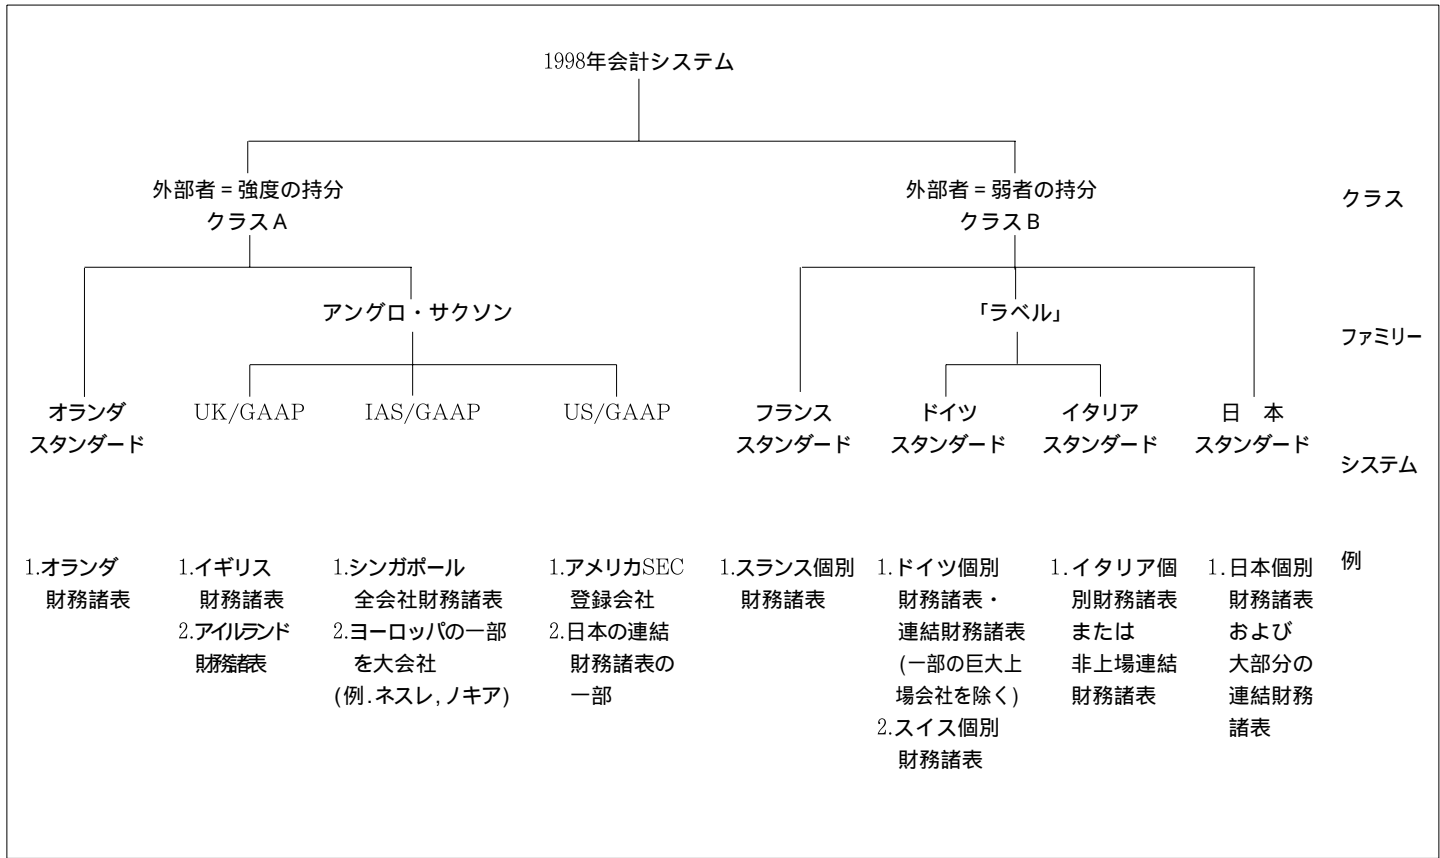 1998年会計システム
外部者=強度の持分
クラスA
外部者=弱者の持分
クラスB
クラス
アングロ・サクソン
「ラベル」
ファミリー
オランダ
スタンダード
UK/GAAP
IAS/GAAP
US/GAAP
フランス
スタンダード
ドイツ
スタンダード
イタリア
スタンダード
日 本
スタンダード
システム
1.オランダ
財務諸表
1.イギリス
財務諸表
2.アイルランド
財務諸表
1.シンガポール
全会社財務諸表
2.ヨーロッパの一部
を大会社
(例.ネスレ,ノキア)
1.アメリカSEC
登録会社
2.日本の連結
財務諸表の
一部
1.スランス個別
財務諸表
1.ドイツ個別
財務諸表・
連結財務諸表
(一部の巨大上
場会社を除く)
2.スイス個別
財務諸表
1.イタリア個
別財務諸表
または
非上場連結
財務諸表
1.日本個別
財務諸表
および
大部分の
連結財務
諸表
例